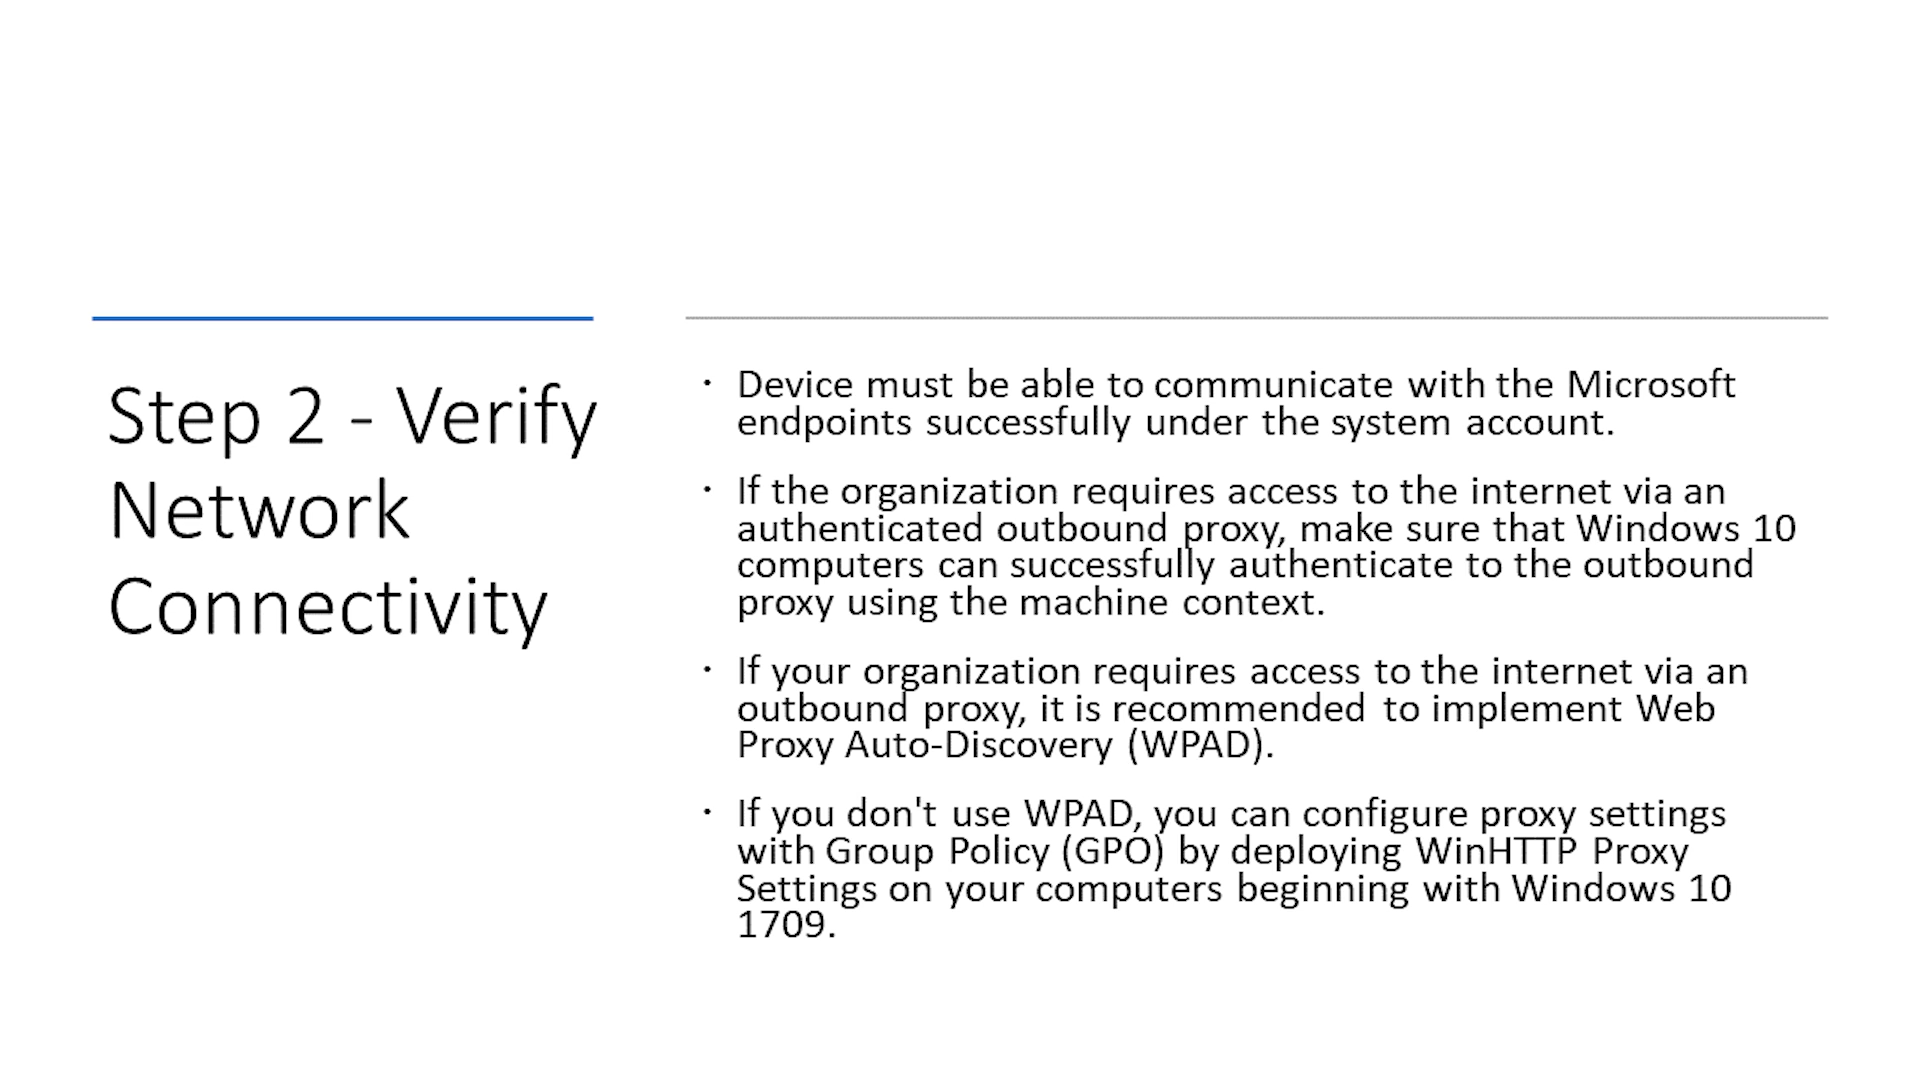 Step 2 - Verify
Network
Connectivity
· Device must be able to communicate with the Microsoft
endpoints successfully under the system account.
· If the organization requires access to the internet via an
authenticated outbound proxy, make sure that Windows 10
computers can successfully authenticate to the outbound
proxy using the machine context.
· If your organization requires access to the internet via an
outbound proxy, it is recommended to implement Web
Proxy Auto-Discovery (WPAD).
· If you don't use WPAD, you can configure proxy settings
with Group Policy (GPO) by deploying WinHTTP Proxy
Settings on your computers beginning with Windows 10
1709.